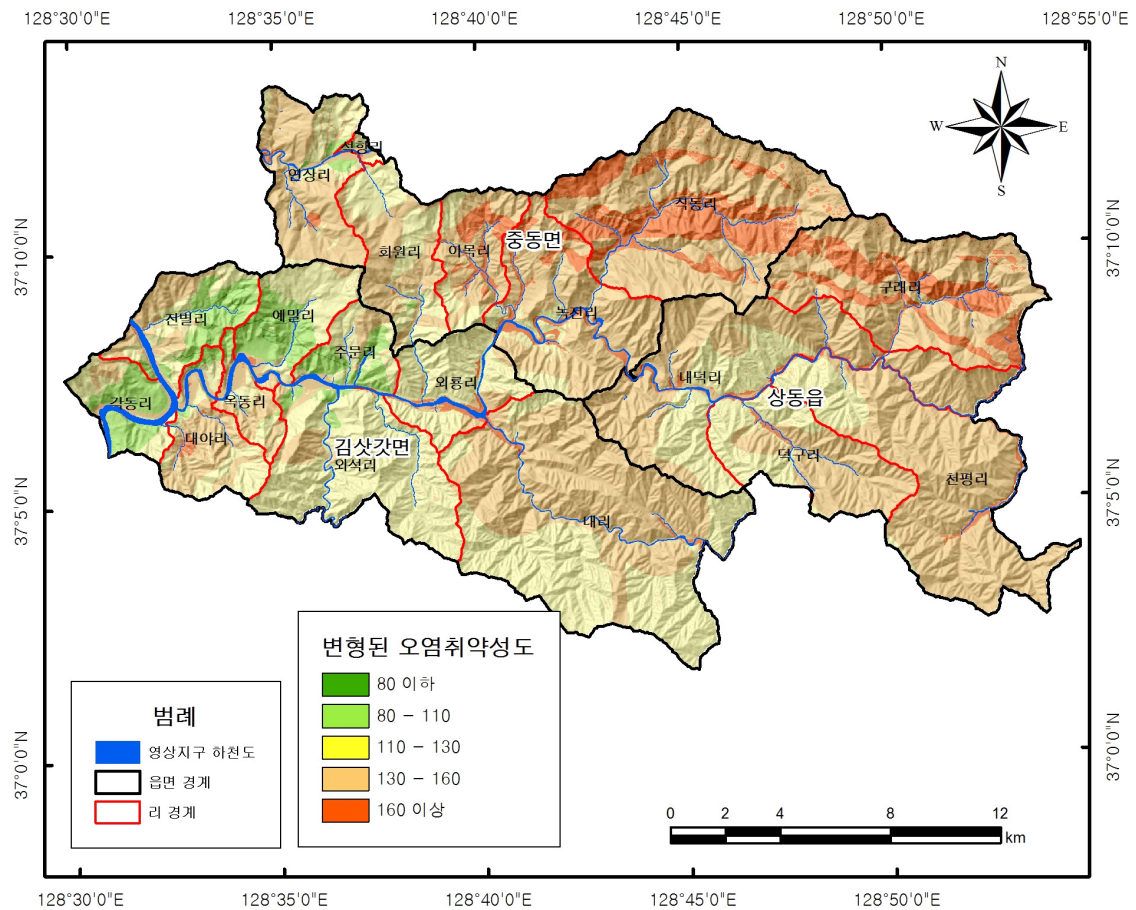 128°30'0"E 128°35'0"E 128°40'0"E 128°45'0"E 128°50'0"E 128°55'0"E
N
W E
S
석항리
연상리
직동리
중동면
37°10'0"N
37°10'0"N
화원리
이목리
구래리
녹전리
예밀리
진별리
주문리
외룡리
내덕리
상동읍
각동리
옥동리
대야리
김삿갓면
와석리
덕구리
천평리
내리
37°5'0"N
37°5'0"N
변형된 오염취약성도
80 이하
80 - 110
110 - 130
130 - 160
160 이상
범례
영상지구 하천도
읍면 경계
리 경계
37°0'0"N
37°0'0"N
0 2 4 8 12
km
128°30'0"E 128°35'0"E 128°40'0"E 128°45'0"E 128°50'0"E